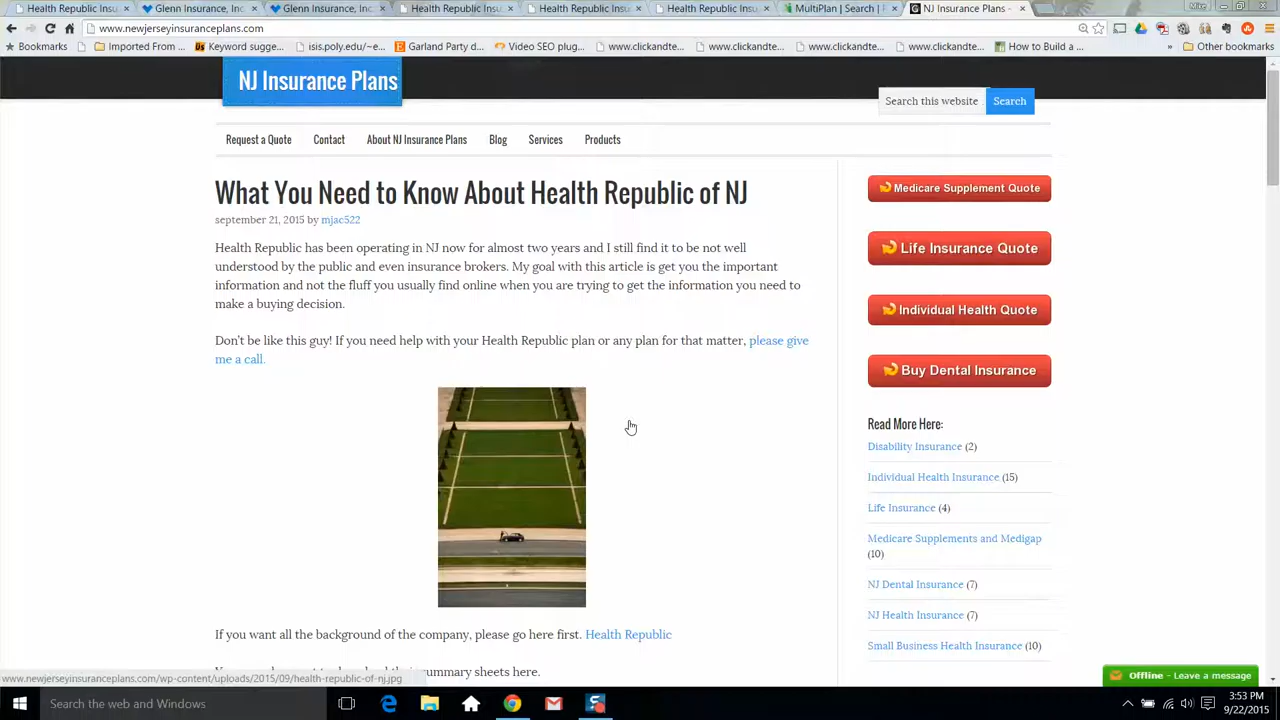 Health Republic Insu
Glenn Insurance, Inc.
Glenn Insurance, Inc.
Health Republic Insu
Health Republic Insu
Health Republic Insu
MultiPlan | Search | F
NJ Insurance Plans -
Mike
www.newjerseyinsuranceplans.com
Bookmarks
Imported From ...
Keyword sugge...
isis.poly.edu/~e...
Garland Party d...
Video SEO plug...
www.clickandte...
www.clickandte...
www.clickandte...
www.clickandte...
How to Build a ...
»
Other bookmarks
NJ Insurance Plans
Search this website
Search
Request a Quote
Contact
About NJ Insurance Plans
Blog
Services
Products
What You Need to Know About Health Republic of NJ
september 21, 2015 by mjac522
Health Republic has been operating in NJ now for almost two years and I still find it to be not well
understood by the public and even insurance brokers. My goal with this article is get you the important
information and not the fluff you usually find online when you are trying to get the information you need to
make a buying decision.
Don't be like this guy! If you need help with your Health Republic plan or any plan for that matter, please give
me a call.
If you want all the background of the company, please go here first. Health Republic
summary sheets here.
Medicare Supplement Quote
Life Insurance Quote
Individual Health Quote
Buy Dental Insurance
Read More Here:
Disability Insurance (2)
Individual Health Insurance (15)
Life Insurance (4)
Medicare Supplements and Medigap
(10)
NJ Dental Insurance (7)
NJ Health Insurance (7)
Small Business Health Insurance (10)
www.newjerseyinsuranceplans.com/wp-content/uploads/2015/09/health-republic-of-nj.jpg
Offline - Leave a message
Search the web and Windows
3:53 PM
9/22/2015